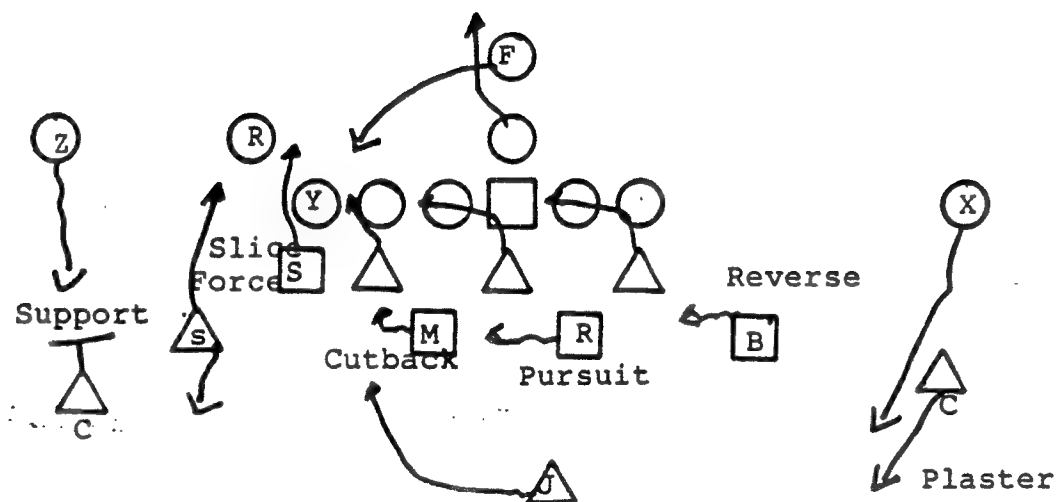 F
Z
R
Y
X
Slice
Force
S
Reverse
Support
s
M
R
B
Cutback
Pursuit
C
C
Plaster